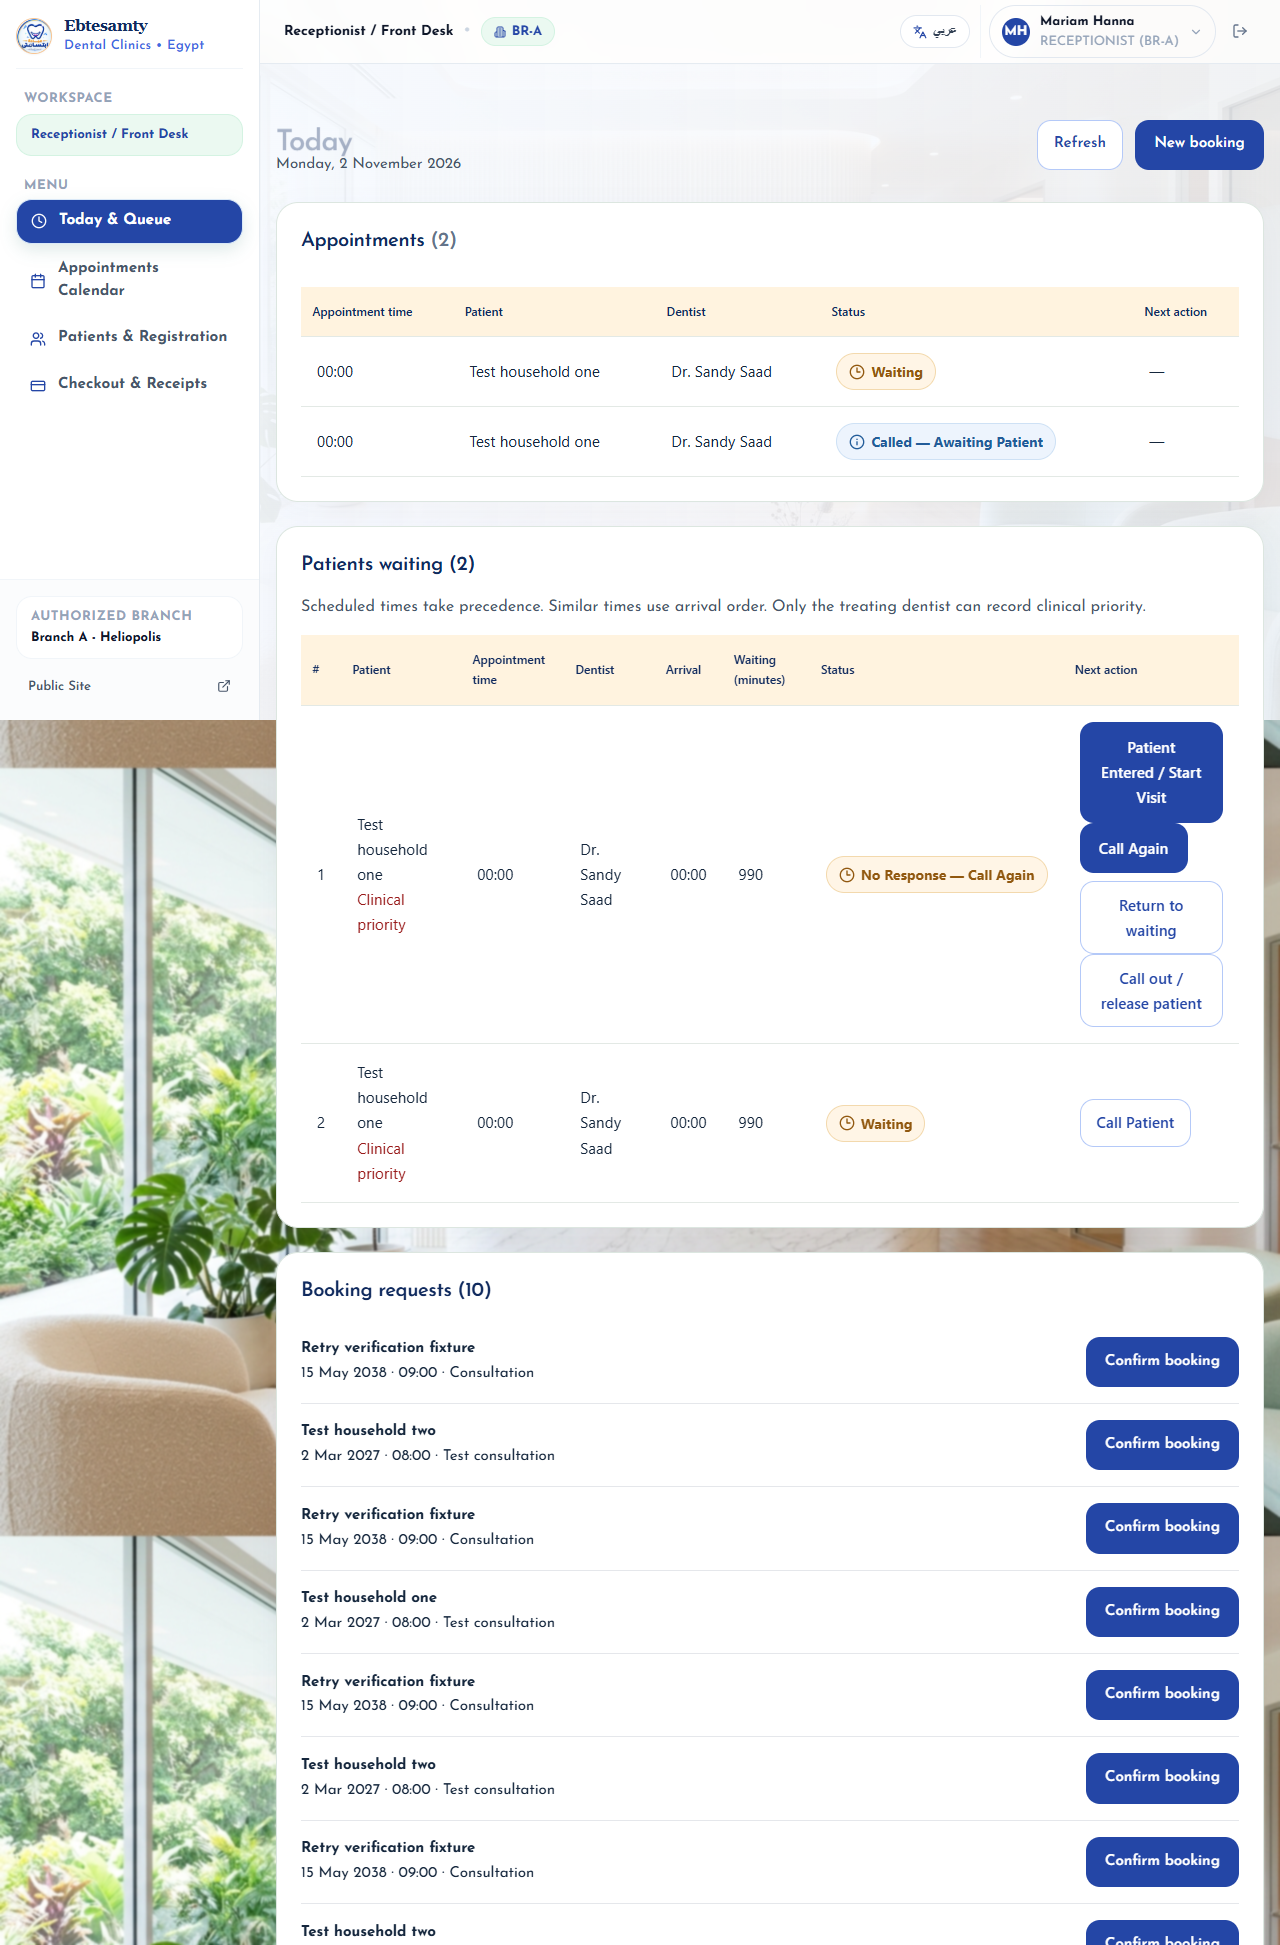 Ebtesamty
Dental Clinics • Egypt
WORKSPACE
Receptionist / Front Desk
MENU
Today & Queue
Appointments
Calendar
Patients & Registration
Checkout & Receipts
AUTHORIZED BRANCH
Branch A - Heliopolis
Public Site
Receptionist / Front Desk • BR-A
عربي
MH
Mariam Hanna
RECEPTIONIST (BR-A)
Today
Monday, 2 November 2026
Refresh
New booking
Appointments (2)
Appointment time Patient Dentist Status Next action
00:00 Test household one Dr. Sandy Saad Waiting —
00:00 Test household one Dr. Sandy Saad Called — Awaiting Patient —
Patients waiting (2)
Scheduled times take precedence. Similar times use arrival order. Only the treating dentist can record clinical priority.
# Patient Appointment time Dentist Arrival Waiting (minutes) Status Next action
1
Test
household
one
Clinical
priority
00:00
Dr.
Sandy
Saad
00:00
990
No Response — Call Again
Patient
Entered / Start
Visit
Call Again
Return to
waiting
Call out /
release patient
2
Test
household
one
Clinical
priority
00:00
Dr.
Sandy
Saad
00:00
990
Waiting
Call Patient
Booking requests (10)
Retry verification fixture
15 May 2038 · 09:00 · Consultation
Confirm booking
Test household two
2 Mar 2027 · 08:00 · Test consultation
Confirm booking
Retry verification fixture
15 May 2038 · 09:00 · Consultation
Confirm booking
Test household one
2 Mar 2027 · 08:00 · Test consultation
Confirm booking
Retry verification fixture
15 May 2038 · 09:00 · Consultation
Confirm booking
Test household two
2 Mar 2027 · 08:00 · Test consultation
Confirm booking
Retry verification fixture
15 May 2038 · 09:00 · Consultation
Confirm booking
Test household two
Confirm booking